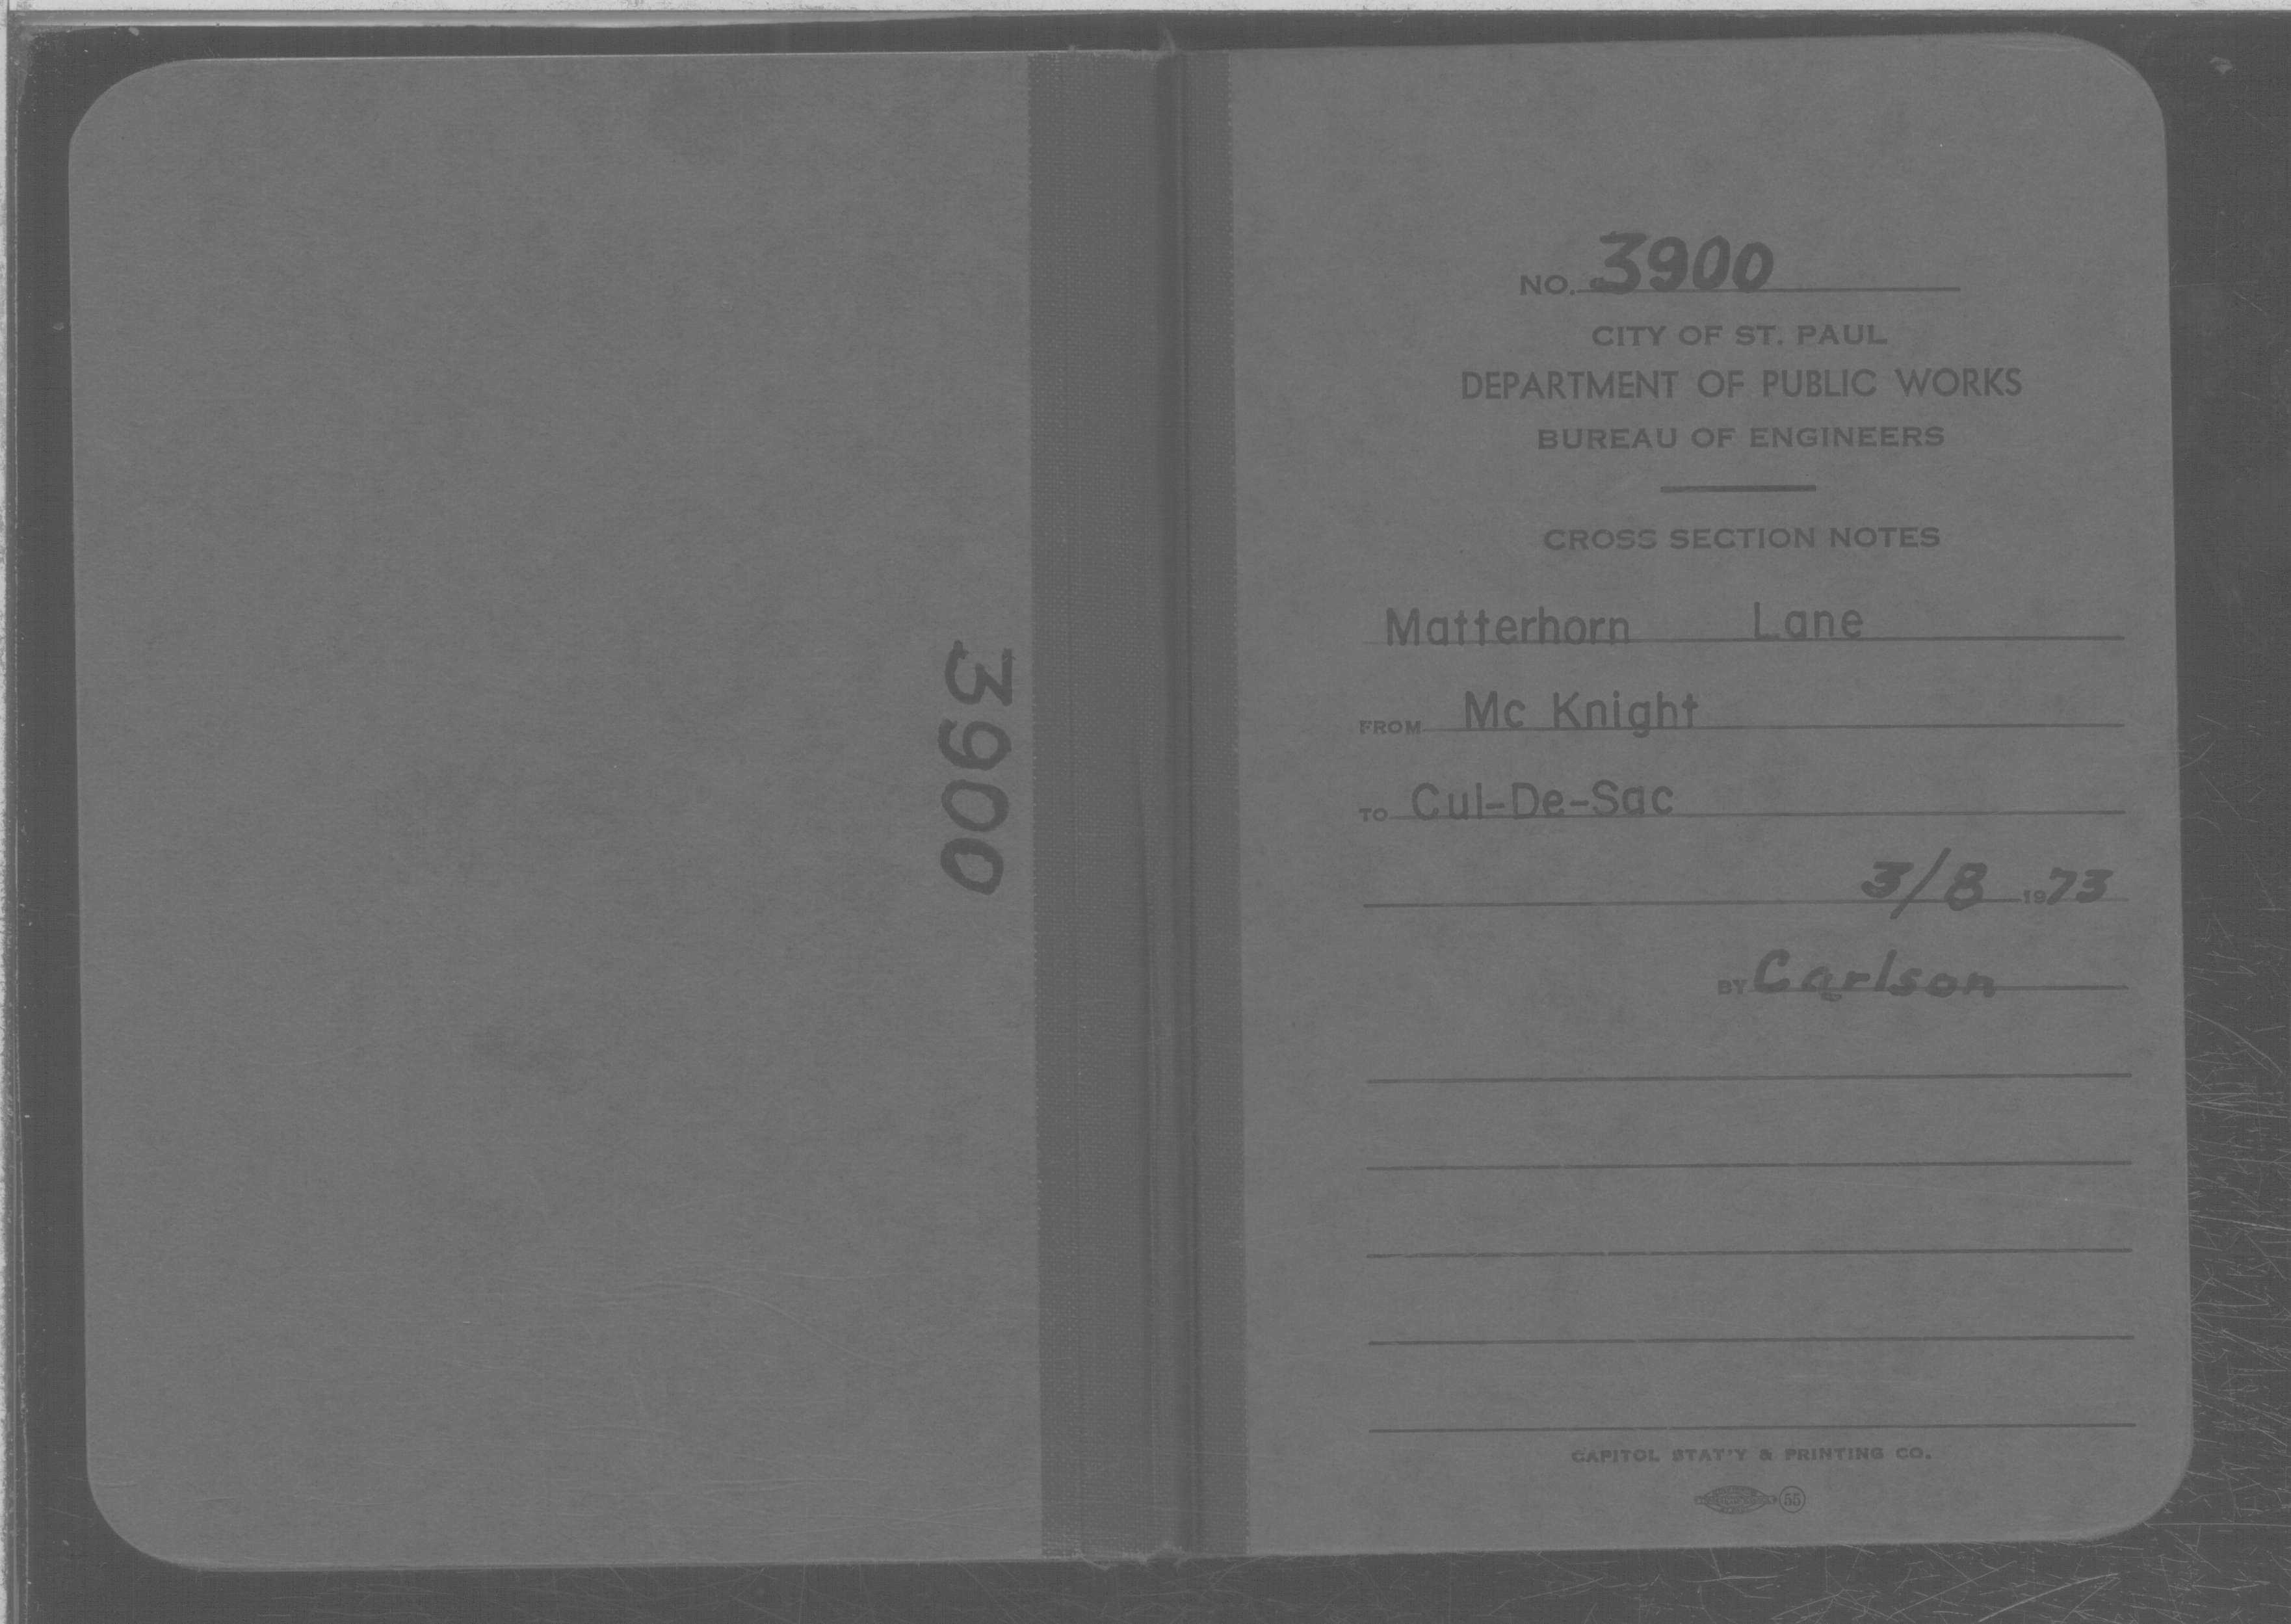 3900
NO. 3900
CITY OF ST. PAUL
DEPARTMENT OF PUBLIC WORKS
BUREAU OF ENGINEERS
CROSS SECTION NOTES
Matterhorn Lane
FROM Mc Knight
TO Cul-De-Sac
3/8 1973
BY Carlson
CAPITOL STAT'Y & PRINTING CO.
55